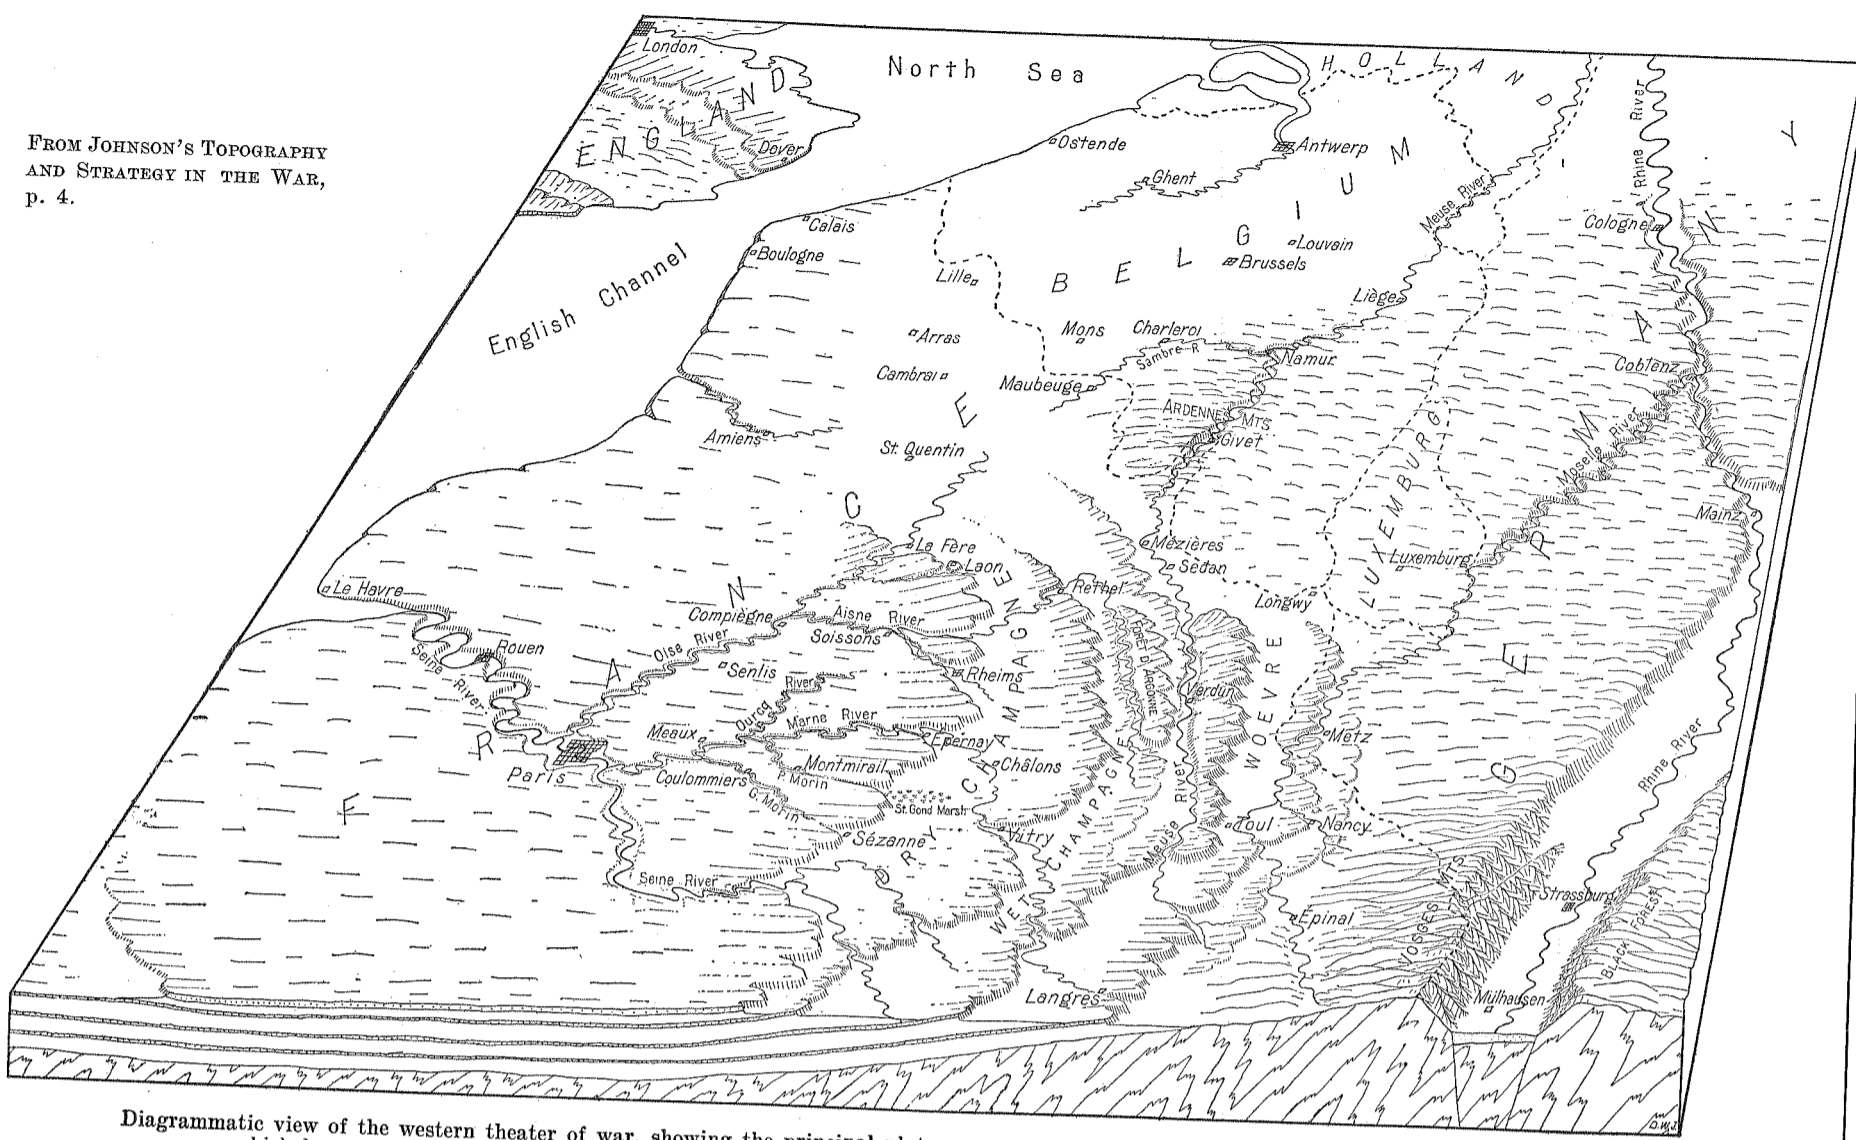 FROM JOHNSON'S TOPOGRAPHY
AND STRATEGY IN THE WAR,
p. 4.
London
North Sea
HOLLAND
ENGLAND
Dover
Ostende
Antwerp
Ghent
Rhine River
Meuse River
Calais
Boulogne
Cologne
Louvain
Brussels
BELGIUM
English Channel
Lille
Liège
Arras
Mons
Charleroi
Sambre R
Namur
Cambrai
Maubeuge
Coblenz
ARDENNES MTS
Givet
Amiens
St. Quentin
Moselle River
GERMANY
LUXEMBURG
Mainz
La Fère
Laon
Mézières
Sedan
Luxemburg
Le Havre
Rethel
Longwy
Compiègne
Aisne River
Soissons
Oise River
Rouen
Seine River
Senlis
Ourcq River
Rheims
FORÊT D'ARGONNE
Verdun
WOEVRE
FRANCE
Marne River
Meaux
Epernay
Metz
Paris
Coulommiers
Montmirail
P. Morin
G. Morin
Châlons
St. Gond Marsh
Sézanne
Vitry
DRY CHAMPAGNE
WET CHAMPAGNE
Meuse River
Toul
Nancy
Rhine River
Seine River
Epinal
VOSGES MTS
Strassburg
BLACK FOREST
Langres
Mülhausen
D.W.J.
Diagrammatic view of the western theater of war, showing the principal